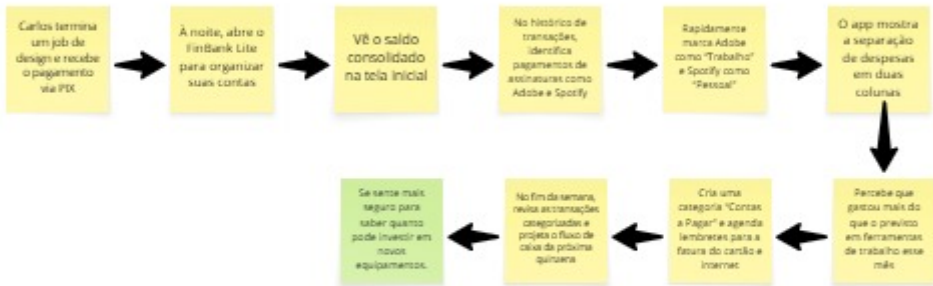 Carlos termina
um job de
design e recebe
o pagamento
via PIX
À noite, abre o
FinBank Lite
para organizar
suas contas
Vê o saldo
consolidado
na tela inicial
No histórico de
transações,
identifica
pagamentos de
assinaturas como
Adobe e Spotify
Rapidamente
marca Adobe
como "Trabalho"
e Spotify como
"Pessoal"
O app mostra
a separação
de despesas
em duas
colunas
Percebe que
gastou mais do
que o previsto
em ferramentas
de trabalho esse
mês
Cria uma
categoria "Contas
a Pagar" e agenda
lembretes para a
fatura do cartão e
internet
No fim da semana,
revisa as transações
categorizadas e
projeta o fluxo de
caixa da próxima
quinzena
Se sente mais
seguro para
saber quanto
pode investir em
novos
equipamentos.